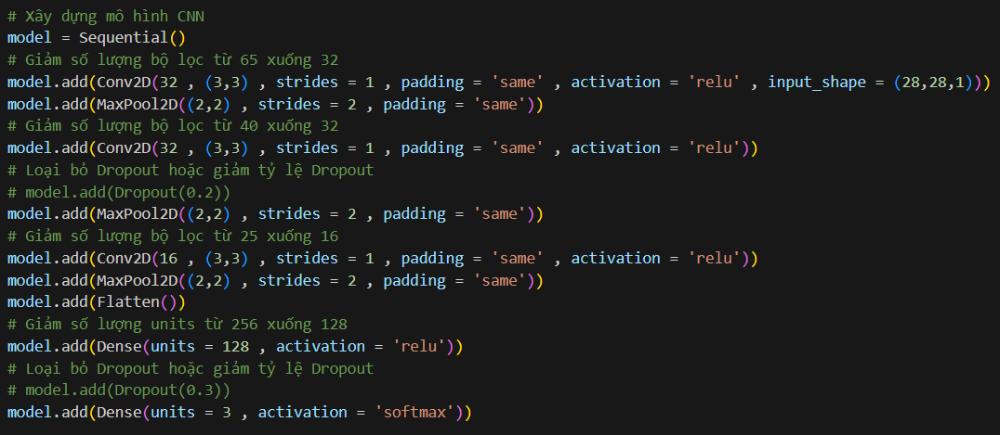 # Xây dựng mô hình CNN
model = Sequential()
# Giảm số lượng bộ lọc từ 65 xuống 32
model.add(Conv2D(32 , (3,3) , strides = 1 , padding = 'same' , activation = 'relu' , input_shape = (28,28,1)))
model.add(MaxPool2D((2,2) , strides = 2 , padding = 'same'))
# Giảm số lượng bộ lọc từ 40 xuống 32
model.add(Conv2D(32 , (3,3) , strides = 1 , padding = 'same' , activation = 'relu'))
# Loại bỏ Dropout hoặc giảm tỷ lệ Dropout
# model.add(Dropout(0.2))
model.add(MaxPool2D((2,2) , strides = 2 , padding = 'same'))
# Giảm số lượng bộ lọc từ 25 xuống 16
model.add(Conv2D(16 , (3,3) , strides = 1 , padding = 'same' , activation = 'relu'))
model.add(MaxPool2D((2,2) , strides = 2 , padding = 'same'))
model.add(Flatten())
# Giảm số lượng units từ 256 xuống 128
model.add(Dense(units = 128 , activation = 'relu'))
# Loại bỏ Dropout hoặc giảm tỷ lệ Dropout
# model.add(Dropout(0.3))
model.add(Dense(units = 3 , activation = 'softmax'))